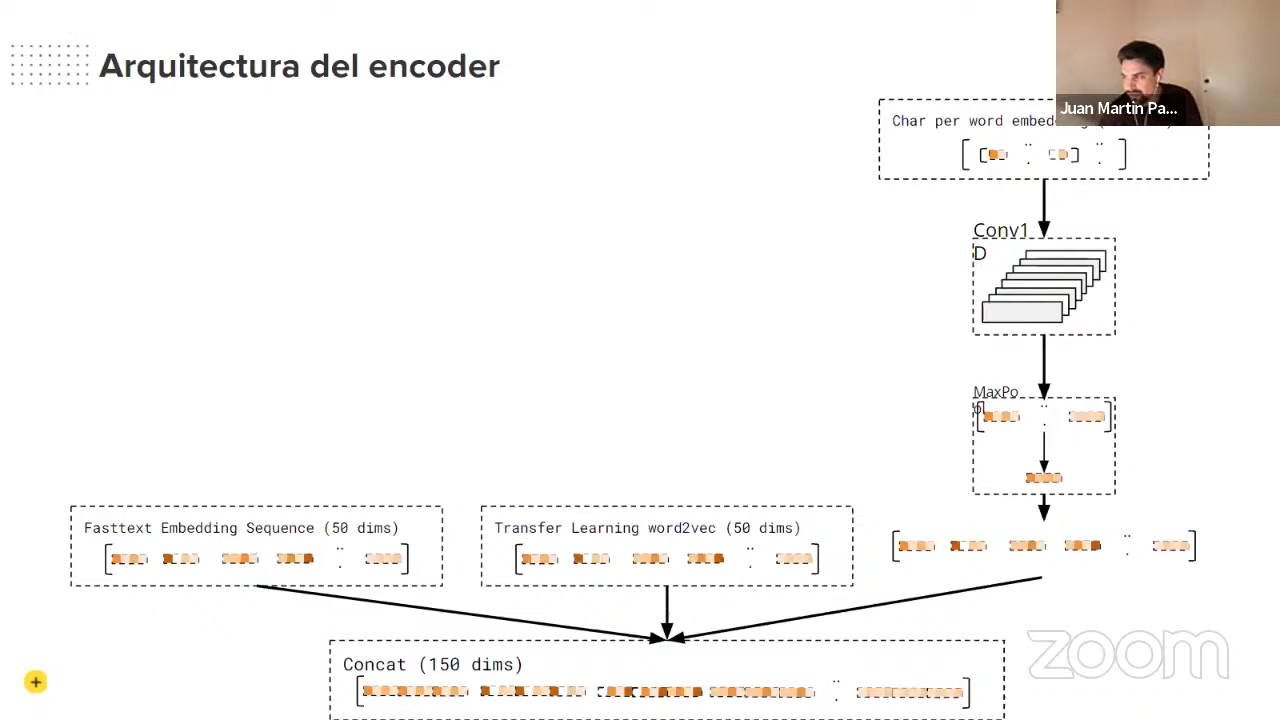 Arquitectura del encoder
Juan Martin Pa...
Char per word
Conv1
D
MaxPo
ol
Fasttext Embedding Sequence (50 dims)
Transfer Learning word2vec (50 dims)
Concat (150 dims)
zoom